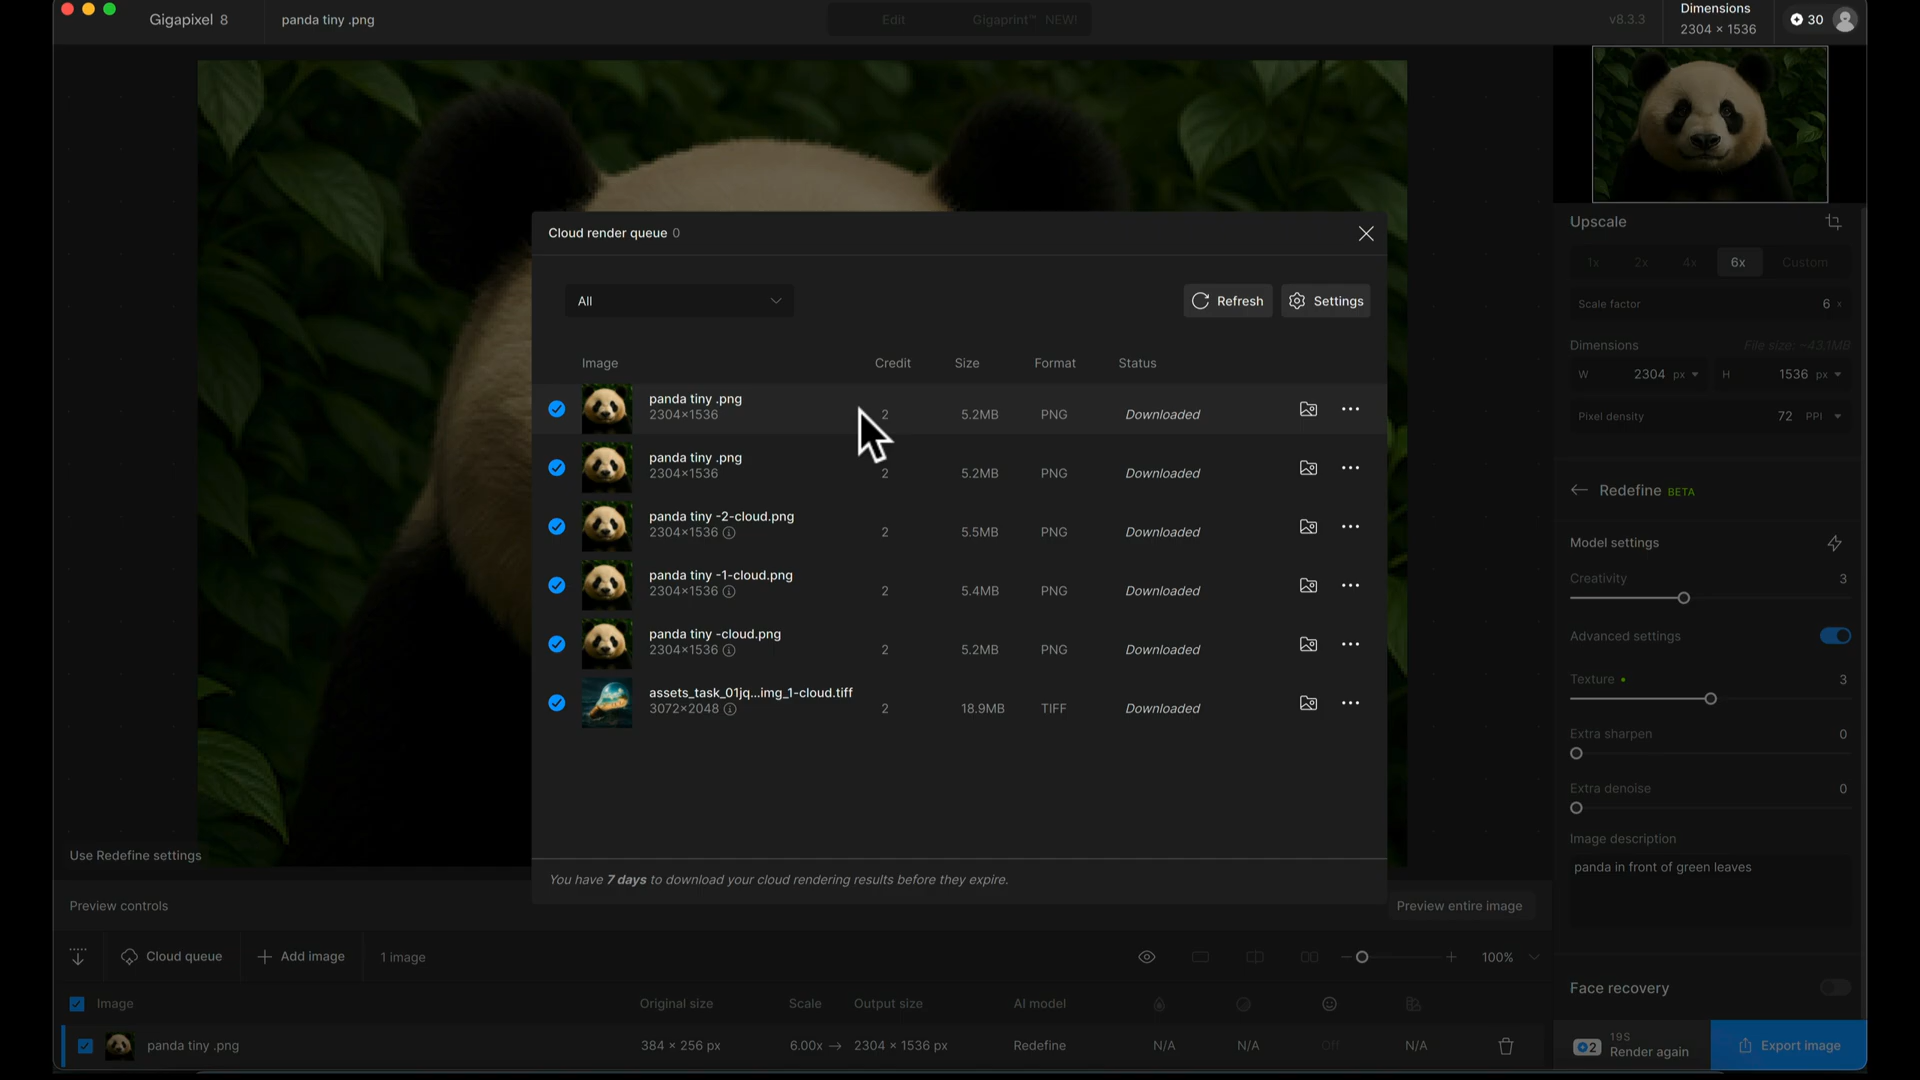 Gigapixel 8
panda tiny .png
Edit
Gigaprint™ NEW!
v8.3.3
Dimensions
2304 × 1536
30
Cloud render queue 0
All
Refresh
Settings
Image Credit Size Format Status
panda tiny .png
2304×1536 2 5.2MB PNG Downloaded
panda tiny .png
2304×1536 2 5.2MB PNG Downloaded
panda tiny -2-cloud.png
2304×1536 2 5.5MB PNG Downloaded
panda tiny -1-cloud.png
2304×1536 2 5.4MB PNG Downloaded
panda tiny -cloud.png
2304×1536 2 5.2MB PNG Downloaded
assets_task_01jq...img_1-cloud.tiff
3072×2048 2 18.9MB TIFF Downloaded
You have 7 days to download your cloud rendering results before they expire.
Upscale
1x 2x 4x 6x Custom
Scale factor 6 x
Dimensions File size: ~43.1MB
W 2304 px H 1536 px
Pixel density 72 PPI
Redefine BETA
Model settings
Creativity 3
Advanced settings
Texture 3
Extra sharpen 0
Extra denoise 0
Image description
panda in front of green leaves
Face recovery
2
19S
Render again
Export image
Use Redefine settings
Preview controls
Preview entire image
Cloud queue
Add image
1 image
100%
Image Original size Scale Output size AI model
panda tiny .png 384 × 256 px 6.00x → 2304 × 1536 px Redefine N/A N/A Off N/A